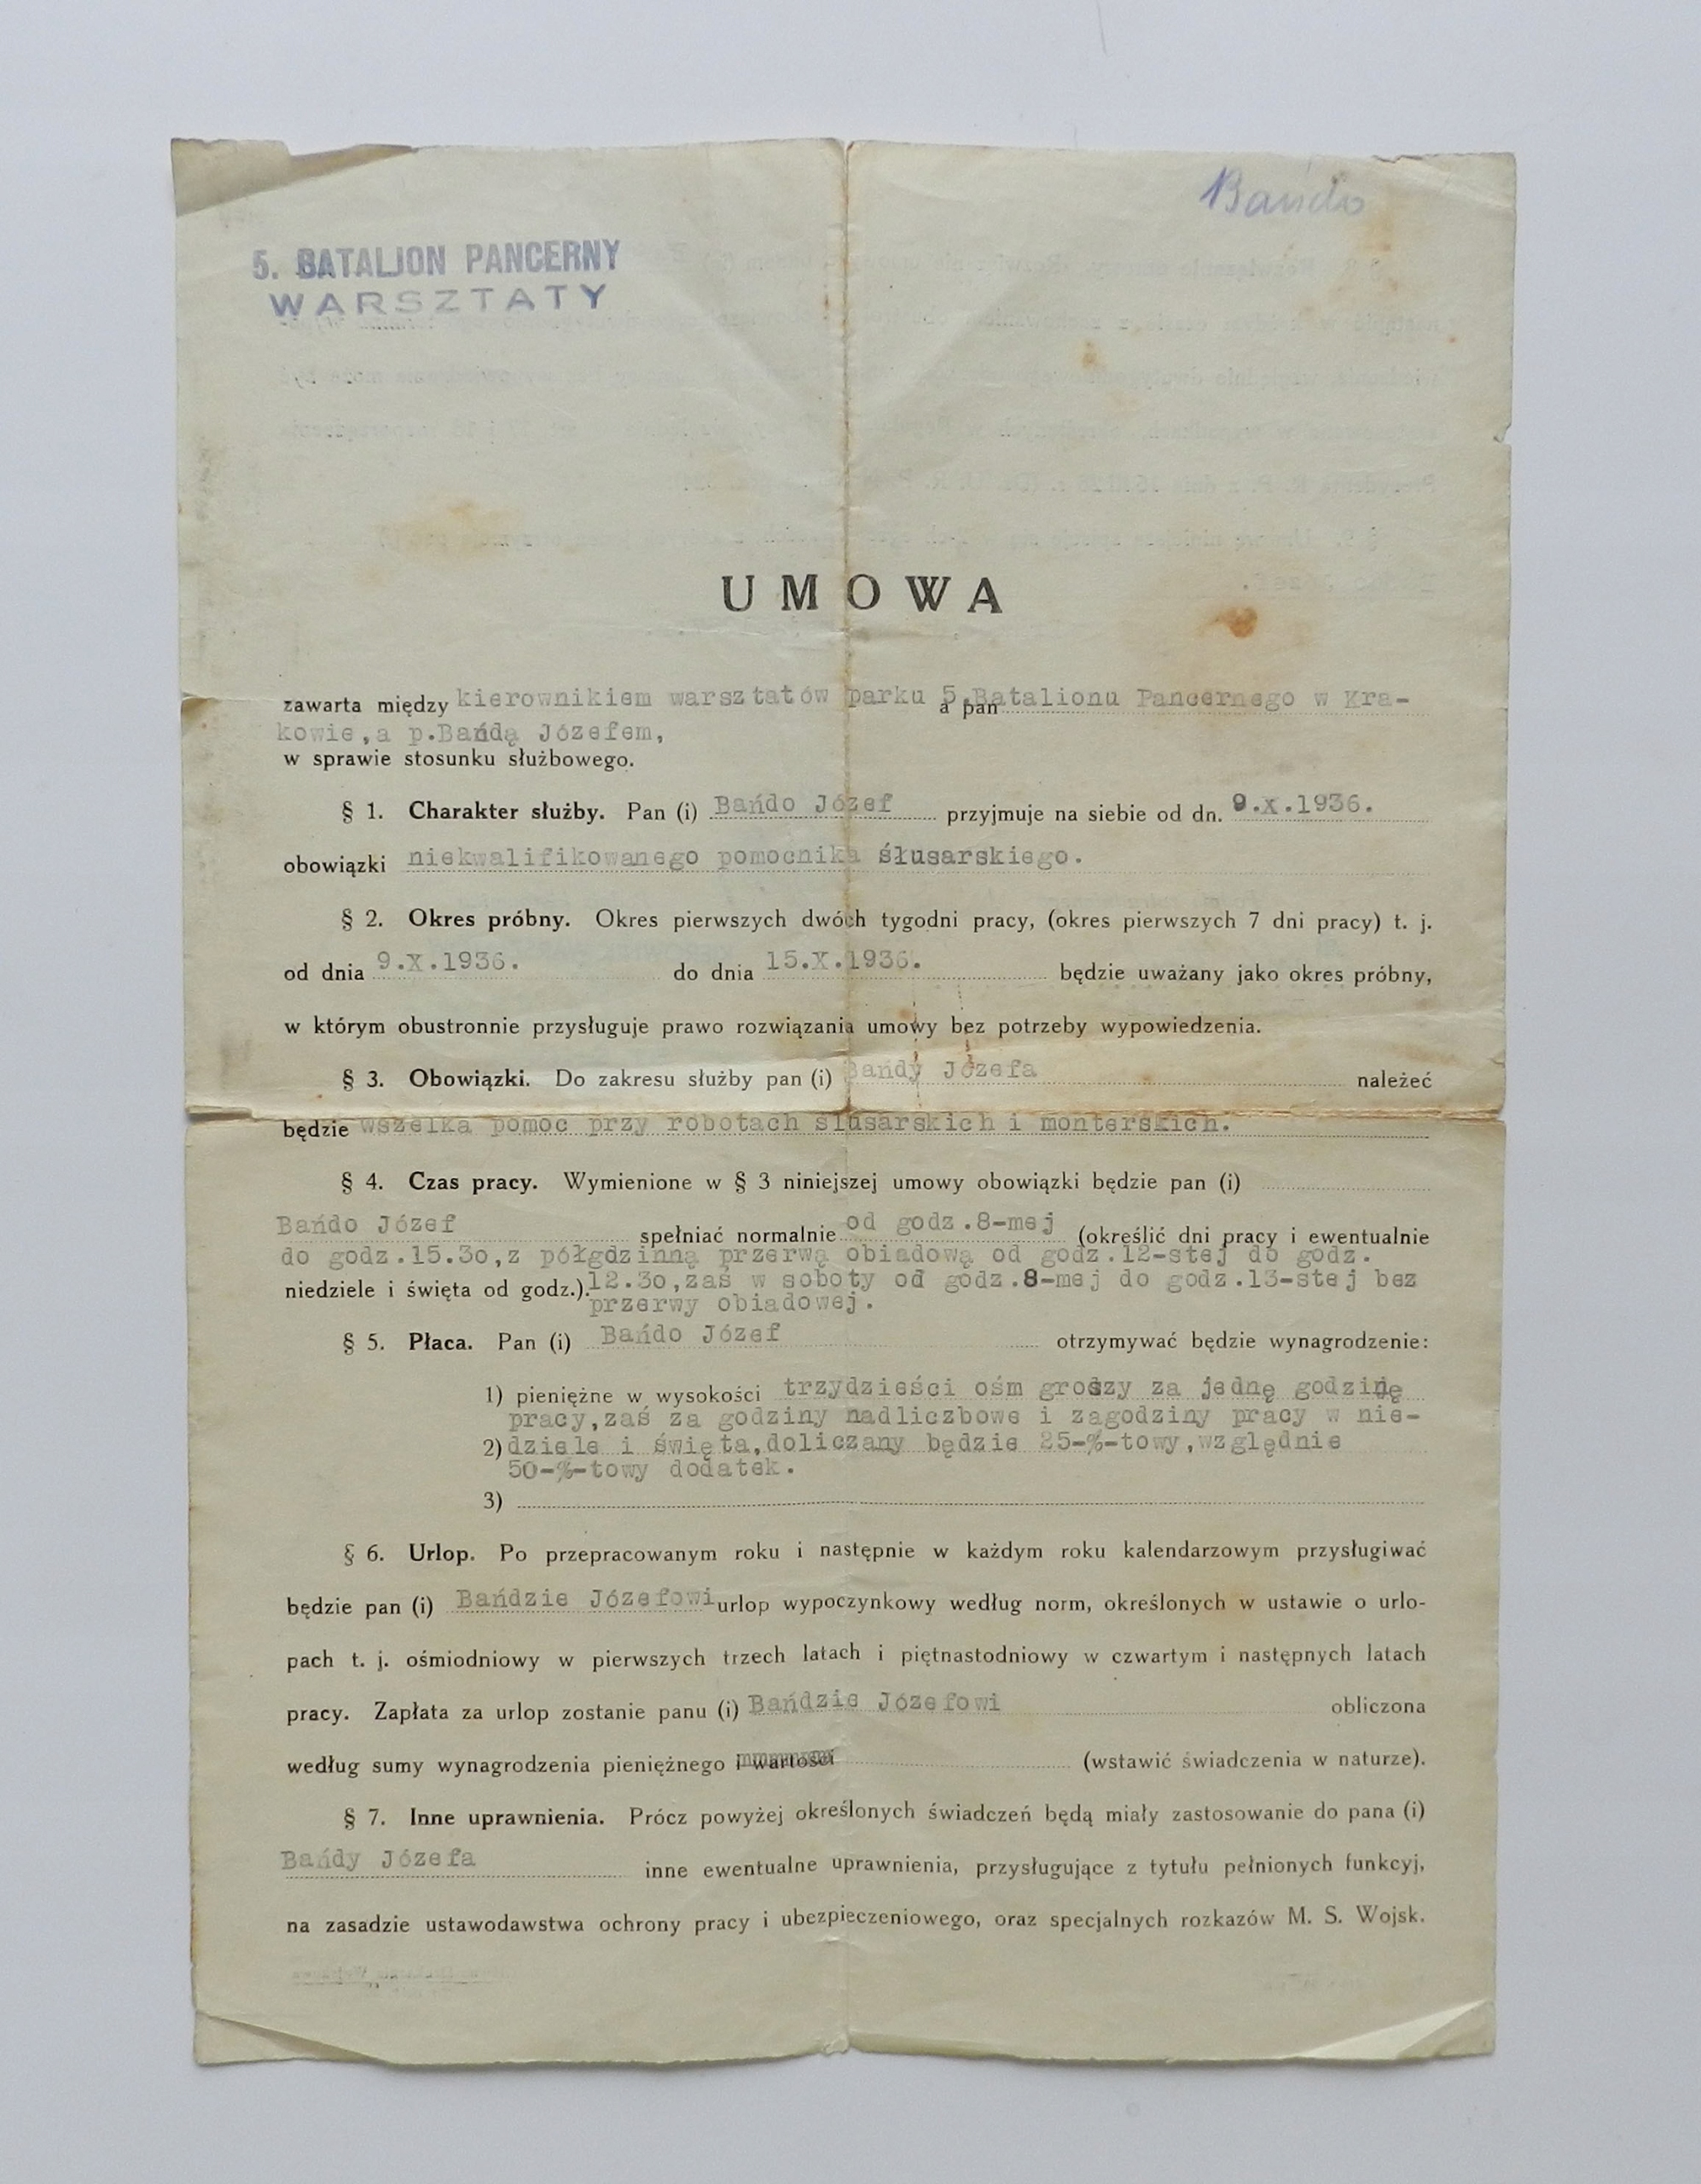 Bańdo
5. BATALJON PANCERNY
WARSZTATY
UMOWA
zawarta między kierownikiem warsztatów parku 5.Batalionu Pancernego w Kra-
a pan
kowie,a p.Bańdą Józefem,
w sprawie stosunku służbowego.
§ 1. Charakter służby. Pan (i) Bańdo Józef przyjmuje na siebie od dn. 9.X.1936.
obowiązki niekwalifikowanego pomocnika ślusarskiego.
§ 2. Okres próbny. Okres pierwszych dwóch tygodni pracy, (okres pierwszych 7 dni pracy) t. j.
od dnia 9.X.1936. do dnia 15.X.1936. będzie uważany jako okres próbny,
w którym obustronnie przysługuje prawo rozwiązania umowy bez potrzeby wypowiedzenia.
§ 3. Obowiązki. Do zakresu służby pan (i) Bańdy Józefa należeć
będzie wszelka pomoc przy robotach ślusarskich i monterskich.
§ 4. Czas pracy. Wymienione w § 3 niniejszej umowy obowiązki będzie pan (i)
Bańdo Józef spełniać normalnie od godz.8-mej (określić dni pracy i ewentualnie
do godz.15.3o,z półgdzinną przerwą obiadową od godz.12-stej do godz.
niedziele i święta od godz.). 12.3o,zaś w soboty od godz.8-mej do godz.13-stej bez
przerwy obiadowej.
§ 5. Płaca. Pan (i) Bańdo Józef otrzymywać będzie wynagrodzenie:
1) pieniężne w wysokości trzydzieści ośm groszy za jednę godzinę
pracy,zaś za godziny nadliczbowe i zagodziny pracy w nie-
2) dziele i święta,doliczany będzie 25-%-towy,względnie
50-%-towy dodatek.
3)
§ 6. Urlop. Po przepracowanym roku i następnie w każdym roku kalendarzowym przysługiwać
będzie pan (i) Bańdzie Józefowi urlop wypoczynkowy według norm, określonych w ustawie o urlo-
pach t. j. ośmiodniowy w pierwszych trzech latach i piętnastodniowy w czwartym i następnych latach
pracy. Zapłata za urlop zostanie panu (i) Bańdzie Józefowi obliczona
według sumy wynagrodzenia pieniężnego i wartości (wstawić świadczenia w naturze).
§ 7. Inne uprawnienia. Prócz powyżej określonych świadczeń będą miały zastosowanie do pana (i)
Bańdy Józefa inne ewentualne uprawnienia, przysługujące z tytułu pełnionych funkcyj,
na zasadzie ustawodawstwa ochrony pracy i ubezpieczeniowego, oraz specjalnych rozkazów M. S. Wojsk.